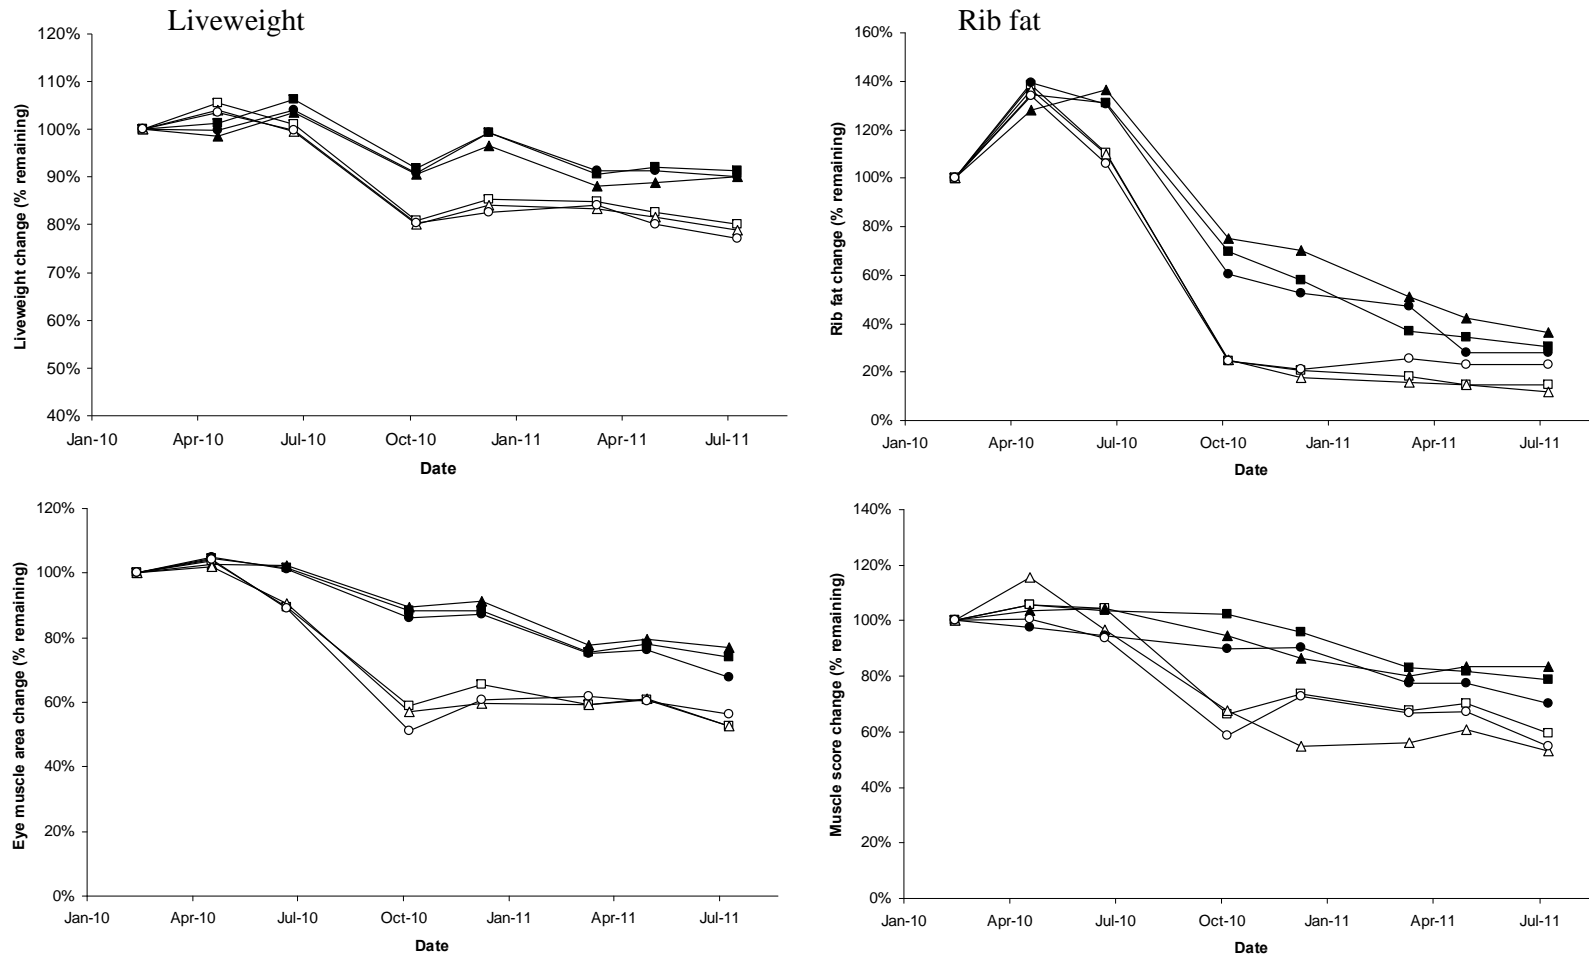 Liveweight
120%
110%
100%
90%
80%
70%
60%
50%
40%
Jan-10 Apr-10 Jul-10 Oct-10 Jan-11 Apr-11 Jul-11
Date
Liveweight change (% remaining)
Rib fat
160%
140%
120%
100%
80%
60%
40%
20%
0%
Jan-10 Apr-10 Jul-10 Oct-10 Jan-11 Apr-11 Jul-11
Date
Rib fat change (% remaining)
120%
100%
80%
60%
40%
20%
0%
Jan-10 Apr-10 Jul-10 Oct-10 Jan-11 Apr-11 Jul-11
Date
Eye muscle area change (% remaining)
140%
120%
100%
80%
60%
40%
20%
0%
Jan-10 Apr-10 Jul-10 Oct-10 Jan-11 Apr-11 Jul-11
Date
Muscle score change (% remaining)